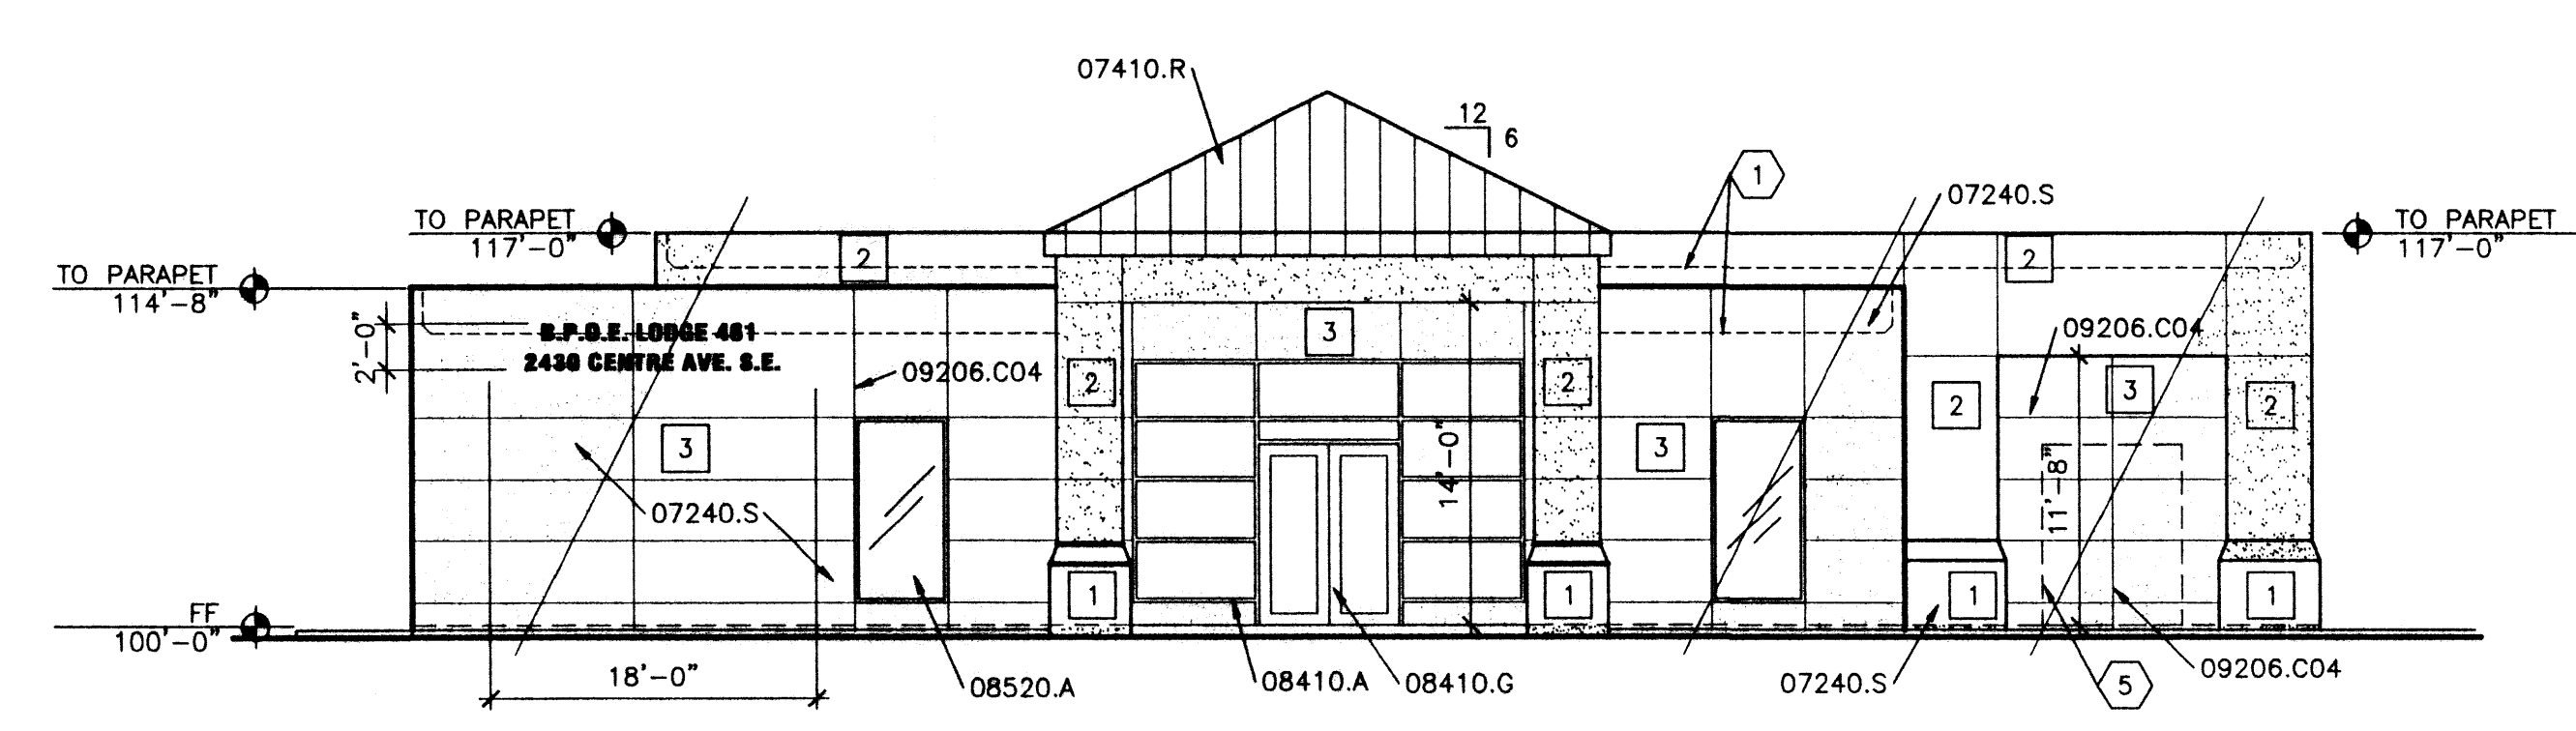 07410.R
12
6
1
07240.S
TO PARAPET
117'-0"
TO PARAPET
117'-0"
TO PARAPET
114'-8"
2
2
2'-0"
B.P.O.E. LODGE 461
2430 CENTRE AVE. S.E.
09206.C04
3
09206.C04
2
2
3
2
2
3
3
14'-0"
11'-8"
07240.S
1
1
1
1
FF
100'-0"
18'-0"
08520.A
08410.A
08410.G
07240.S
5
09206.C04